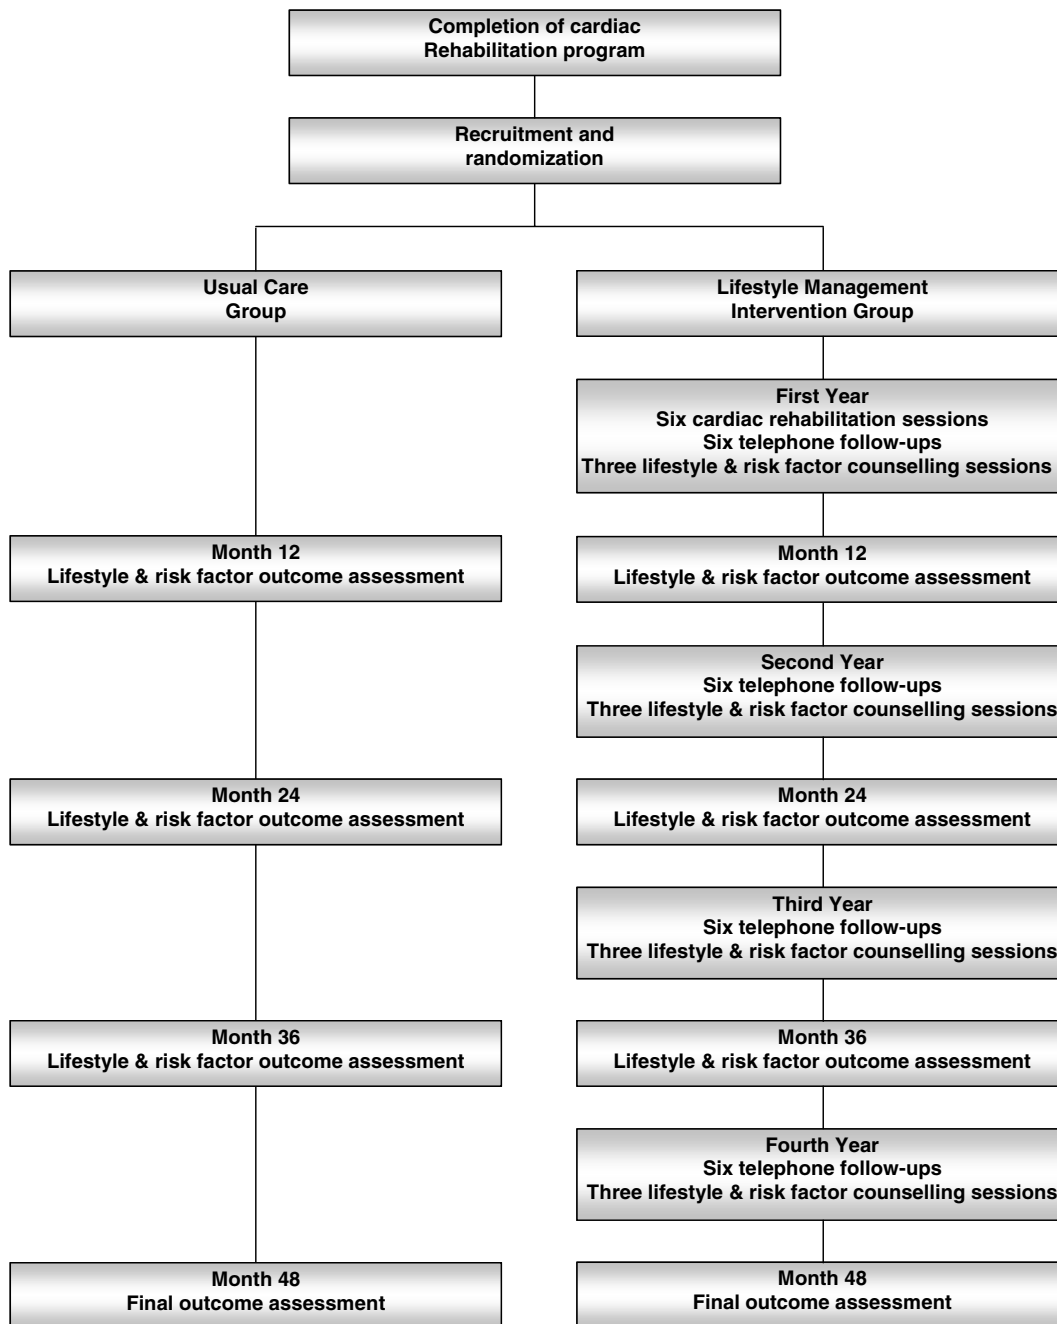 Completion of cardiac
Rehabilitation program
Recruitment and
randomization
Usual Care
Group
Lifestyle Management
Intervention Group
First Year
Six cardiac rehabilitation sessions
Six telephone follow-ups
Three lifestyle & risk factor counselling sessions
Month 12
Lifestyle & risk factor outcome assessment
Month 12
Lifestyle & risk factor outcome assessment
Second Year
Six telephone follow-ups
Three lifestyle & risk factor counselling sessions
Month 24
Lifestyle & risk factor outcome assessment
Month 24
Lifestyle & risk factor outcome assessment
Third Year
Six telephone follow-ups
Three lifestyle & risk factor counselling sessions
Month 36
Lifestyle & risk factor outcome assessment
Month 36
Lifestyle & risk factor outcome assessment
Fourth Year
Six telephone follow-ups
Three lifestyle & risk factor counselling sessions
Month 48
Final outcome assessment
Month 48
Final outcome assessment